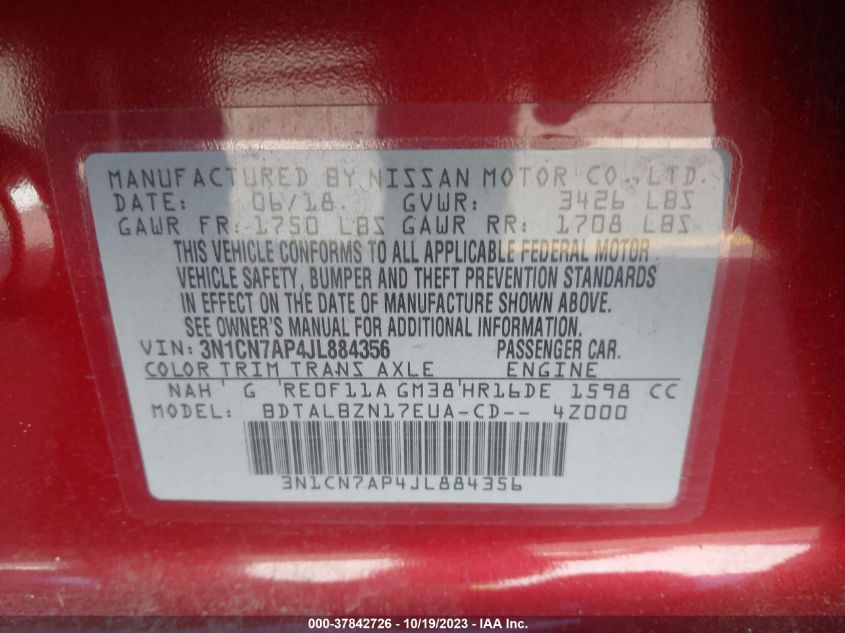 MANUFACTURED BY NISSAN MOTOR CO., LTD.
DATE: 06/18 GVWR: 3426 LBS
GAWR FR: 1750 LBS GAWR RR: 1708 LBS
THIS VEHICLE CONFORMS TO ALL APPLICABLE FEDERAL MOTOR
VEHICLE SAFETY, BUMPER AND THEFT PREVENTION STANDARDS
IN EFFECT ON THE DATE OF MANUFACTURE SHOWN ABOVE.
SEE OWNER'S MANUAL FOR ADDITIONAL INFORMATION
VIN: 3N1CN7AP4JL884356 PASSENGER CAR.
COLOR TRIM TRANS AXLE ENGINE
NAH G RE0F11A GM38 HR16DE 1598 CC
MODEL: BDTALBZN17EUA-CD-- 4Z000
3N1CN7AP4JL884356
000-37842726 - 10/19/2023 - IAA Inc.